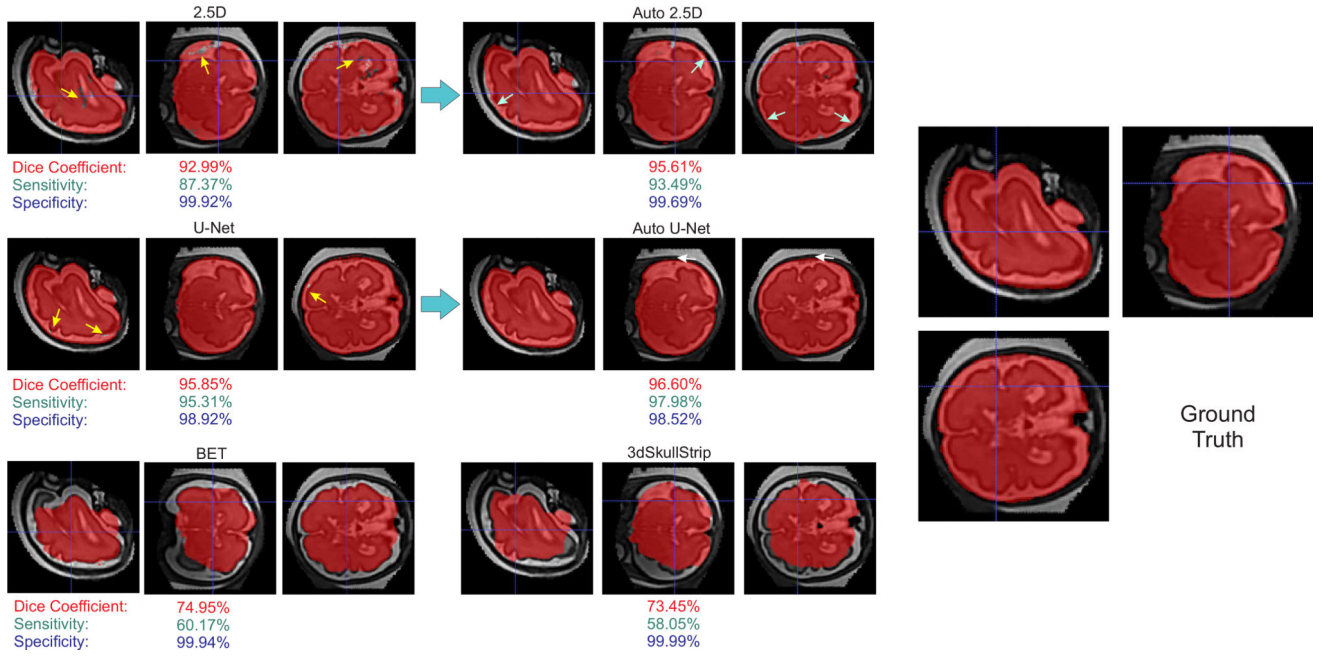 2.5D
Auto 2.5D
Dice Coefficient: 92.99% 95.61%
Sensitivity: 87.37% 93.49%
Specificity: 99.92% 99.69%
U-Net
Auto U-Net
Dice Coefficient: 95.85% 96.60%
Sensitivity: 95.31% 97.98%
Specificity: 98.92% 98.52%
BET
3dSkullStrip
Dice Coefficient: 74.95% 73.45%
Sensitivity: 60.17% 58.05%
Specificity: 99.94% 99.99%
Ground
Truth